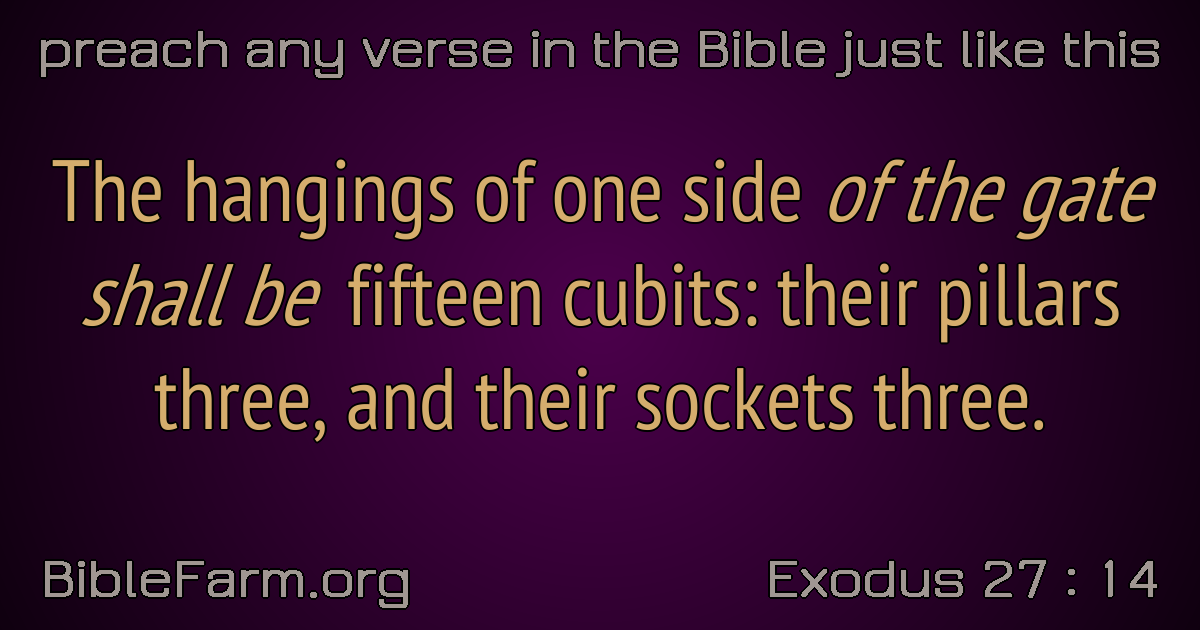 preach any verse in the Bible just like this
The hangings of one side of the gate
shall be fifteen cubits: their pillars
three, and their sockets three.
BibleFarm.org
Exodus 27 : 14